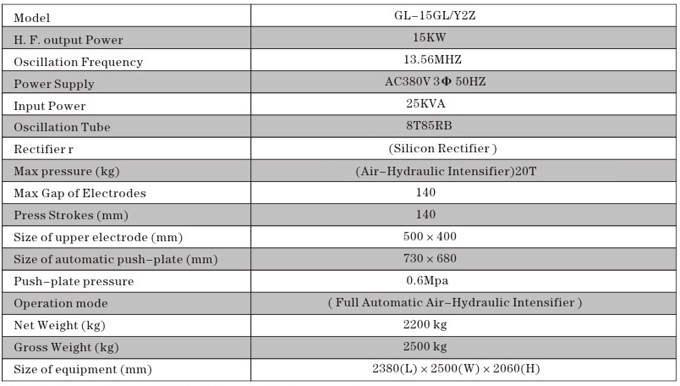 Model GL-15GL/Y2Z
H. F. output Power 15KW
Oscillation Frequency 13.56MHZ
Power Supply AC380V 3Φ 50HZ
Input Power 25KVA
Oscillation Tube 8T85RB
Rectifier r (Silicon Rectifier )
Max pressure (kg) (Air-Hydraulic Intensifier)20T
Max Gap of Electrodes 140
Press Strokes (mm) 140
Size of upper electrode (mm) 500 × 400
Size of automatic push-plate (mm) 730 × 680
Push-plate pressure 0.6Mpa
Operation mode ( Full Automatic Air-Hydraulic Intensifier )
Net Weight (kg) 2200 kg
Gross Weight (kg) 2500 kg
Size of equipment (mm) 2380(L) × 2500(W) × 2060(H)